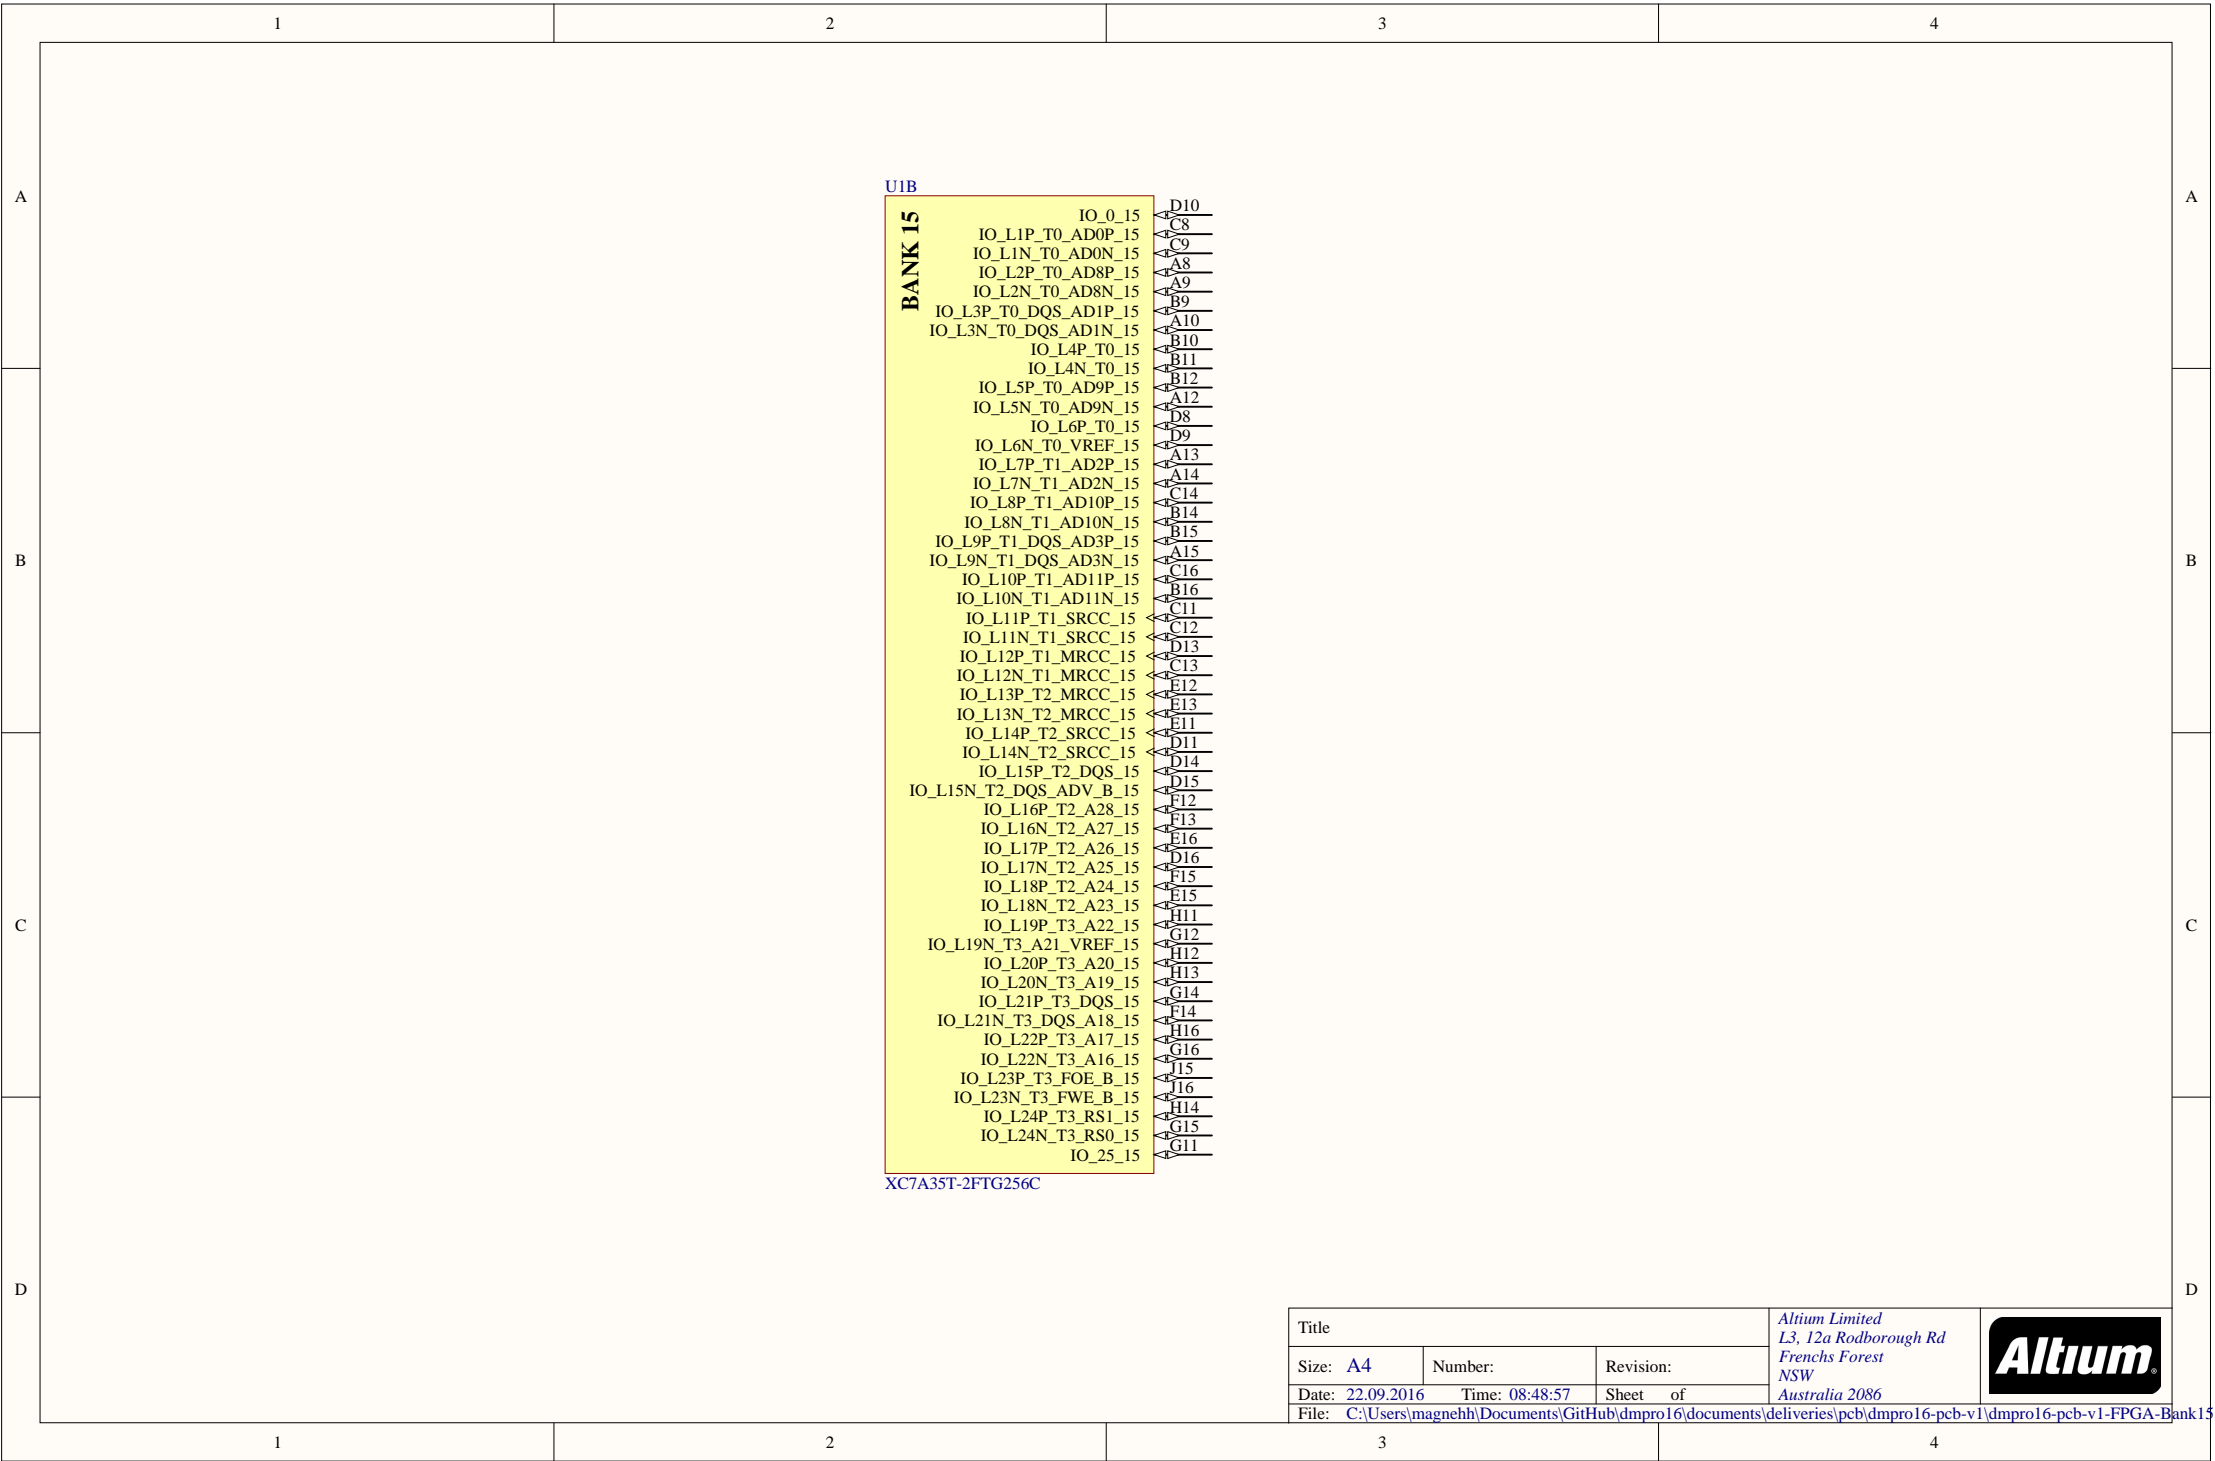 1 2 3 4
A A
B B
C C
D D
U1B
BANK 15
IO_0_15 D10
IO_L1P_T0_AD0P_15 C8
IO_L1N_T0_AD0N_15 C9
IO_L2P_T0_AD8P_15 A8
IO_L2N_T0_AD8N_15 A9
IO_L3P_T0_DQS_AD1P_15 B9
IO_L3N_T0_DQS_AD1N_15 A10
IO_L4P_T0_15 B10
IO_L4N_T0_15 B11
IO_L5P_T0_AD9P_15 B12
IO_L5N_T0_AD9N_15 A12
IO_L6P_T0_15 D8
IO_L6N_T0_VREF_15 D9
IO_L7P_T1_AD2P_15 A13
IO_L7N_T1_AD2N_15 A14
IO_L8P_T1_AD10P_15 C14
IO_L8N_T1_AD10N_15 B14
IO_L9P_T1_DQS_AD3P_15 B15
IO_L9N_T1_DQS_AD3N_15 A15
IO_L10P_T1_AD11P_15 C16
IO_L10N_T1_AD11N_15 B16
IO_L11P_T1_SRCC_15 C11
IO_L11N_T1_SRCC_15 C12
IO_L12P_T1_MRCC_15 D13
IO_L12N_T1_MRCC_15 C13
IO_L13P_T2_MRCC_15 E12
IO_L13N_T2_MRCC_15 E13
IO_L14P_T2_SRCC_15 E11
IO_L14N_T2_SRCC_15 D11
IO_L15P_T2_DQS_15 D14
IO_L15N_T2_DQS_ADV_B_15 D15
IO_L16P_T2_A28_15 F12
IO_L16N_T2_A27_15 F13
IO_L17P_T2_A26_15 E16
IO_L17N_T2_A25_15 D16
IO_L18P_T2_A24_15 F15
IO_L18N_T2_A23_15 E15
IO_L19P_T3_A22_15 H11
IO_L19N_T3_A21_VREF_15 G12
IO_L20P_T3_A20_15 H12
IO_L20N_T3_A19_15 H13
IO_L21P_T3_DQS_15 G14
IO_L21N_T3_DQS_A18_15 F14
IO_L22P_T3_A17_15 H16
IO_L22N_T3_A16_15 G16
IO_L23P_T3_FOE_B_15 J15
IO_L23N_T3_FWE_B_15 J16
IO_L24P_T3_RS1_15 H14
IO_L24N_T3_RS0_15 G15
IO_25_15 G11
XC7A35T-2FTG256C
Title
Size: A4 Number: Revision:
Date: 22.09.2016 Time: 08:48:57 Sheet of
File: C:\Users\magnehh\Documents\GitHub\dmpro16\documents\deliveries\pcb\dmpro16-pcb-v1\dmpro16-pcb-v1-FPGA-Bank15
Altium Limited
L3, 12a Rodborough Rd
Frenchs Forest
NSW
Australia 2086
Altium
1 2 3 4